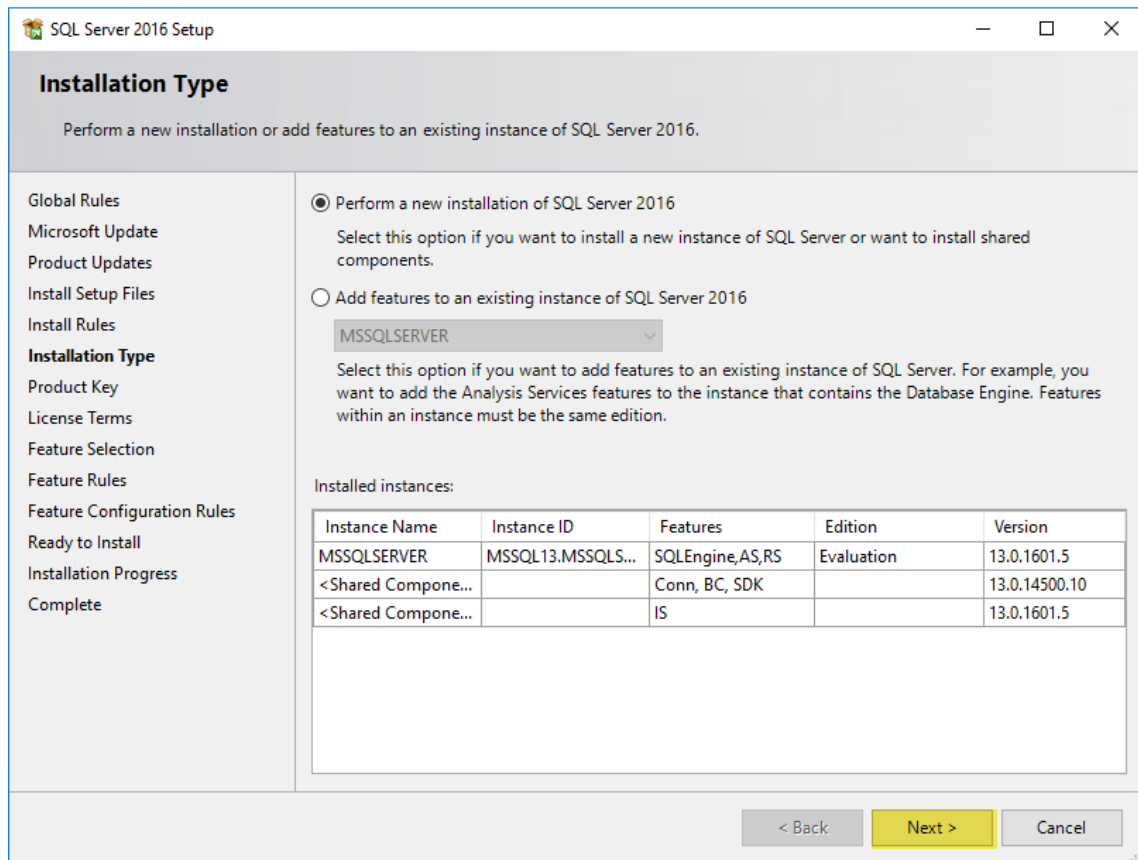 SQL Server 2016 Setup
Installation Type
Perform a new installation or add features to an existing instance of SQL Server 2016.
Global Rules
Microsoft Update
Product Updates
Install Setup Files
Install Rules
Installation Type
Product Key
License Terms
Feature Selection
Feature Rules
Feature Configuration Rules
Ready to Install
Installation Progress
Complete
Perform a new installation of SQL Server 2016
Select this option if you want to install a new instance of SQL Server or want to install shared
components.
Add features to an existing instance of SQL Server 2016
MSSQLSERVER
Select this option if you want to add features to an existing instance of SQL Server. For example, you
want to add the Analysis Services features to the instance that contains the Database Engine. Features
within an instance must be the same edition.
Installed instances:
Instance Name Instance ID Features Edition Version
MSSQLSERVER MSSQL13.MSSQLS... SQLEngine,AS,RS Evaluation 13.0.1601.5
<Shared Compone... Conn, BC, SDK 13.0.14500.10
<Shared Compone... IS 13.0.1601.5
< Back Next > Cancel